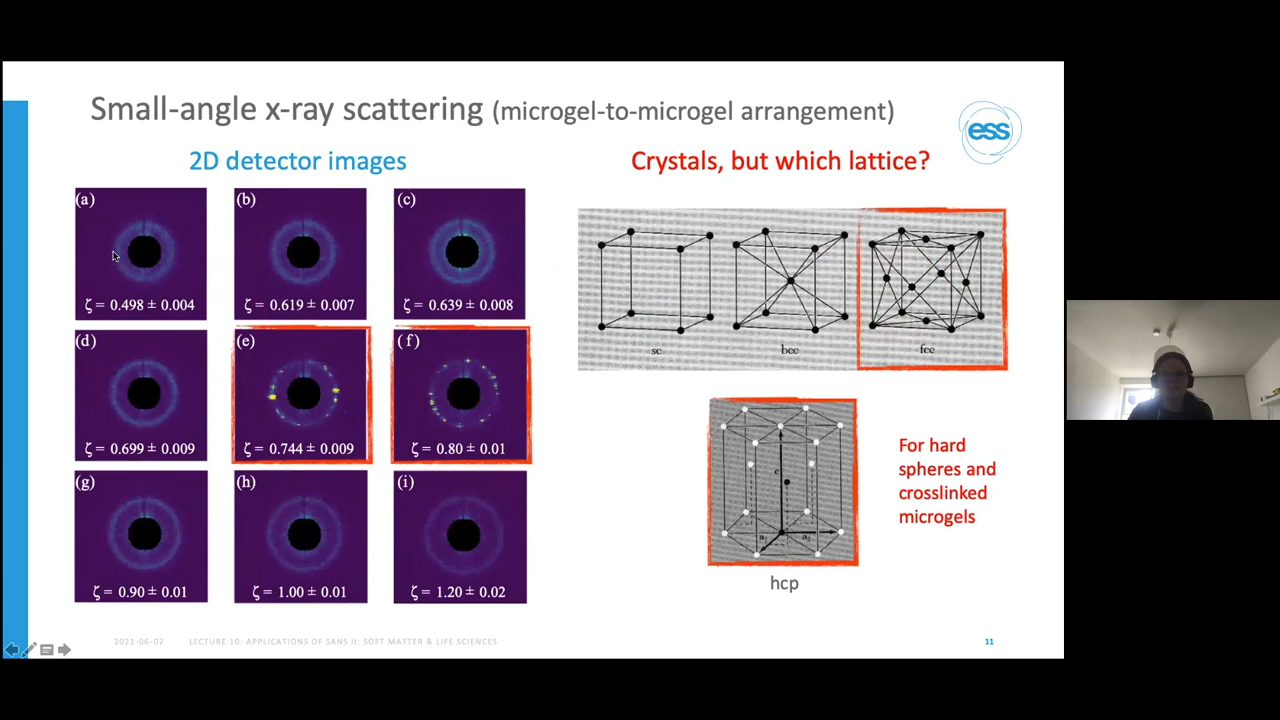 Small-angle x-ray scattering (microgel-to-microgel arrangement)
ess
2D detector images
(a)
ζ = 0.498 ± 0.004
(b)
ζ = 0.619 ± 0.007
(c)
ζ = 0.639 ± 0.008
(d)
ζ = 0.699 ± 0.009
(e)
ζ = 0.744 ± 0.009
(f)
ζ = 0.80 ± 0.01
(g)
ζ = 0.90 ± 0.01
(h)
ζ = 1.00 ± 0.01
(i)
ζ = 1.20 ± 0.02
Crystals, but which lattice?
sc
bcc
fcc
c
a1
a2
hcp
For hard
spheres and
crosslinked
microgels
2021-06-02
LECTURE 10: APPLICATIONS OF SANS II: SOFT MATTER & LIFE SCIENCES
11